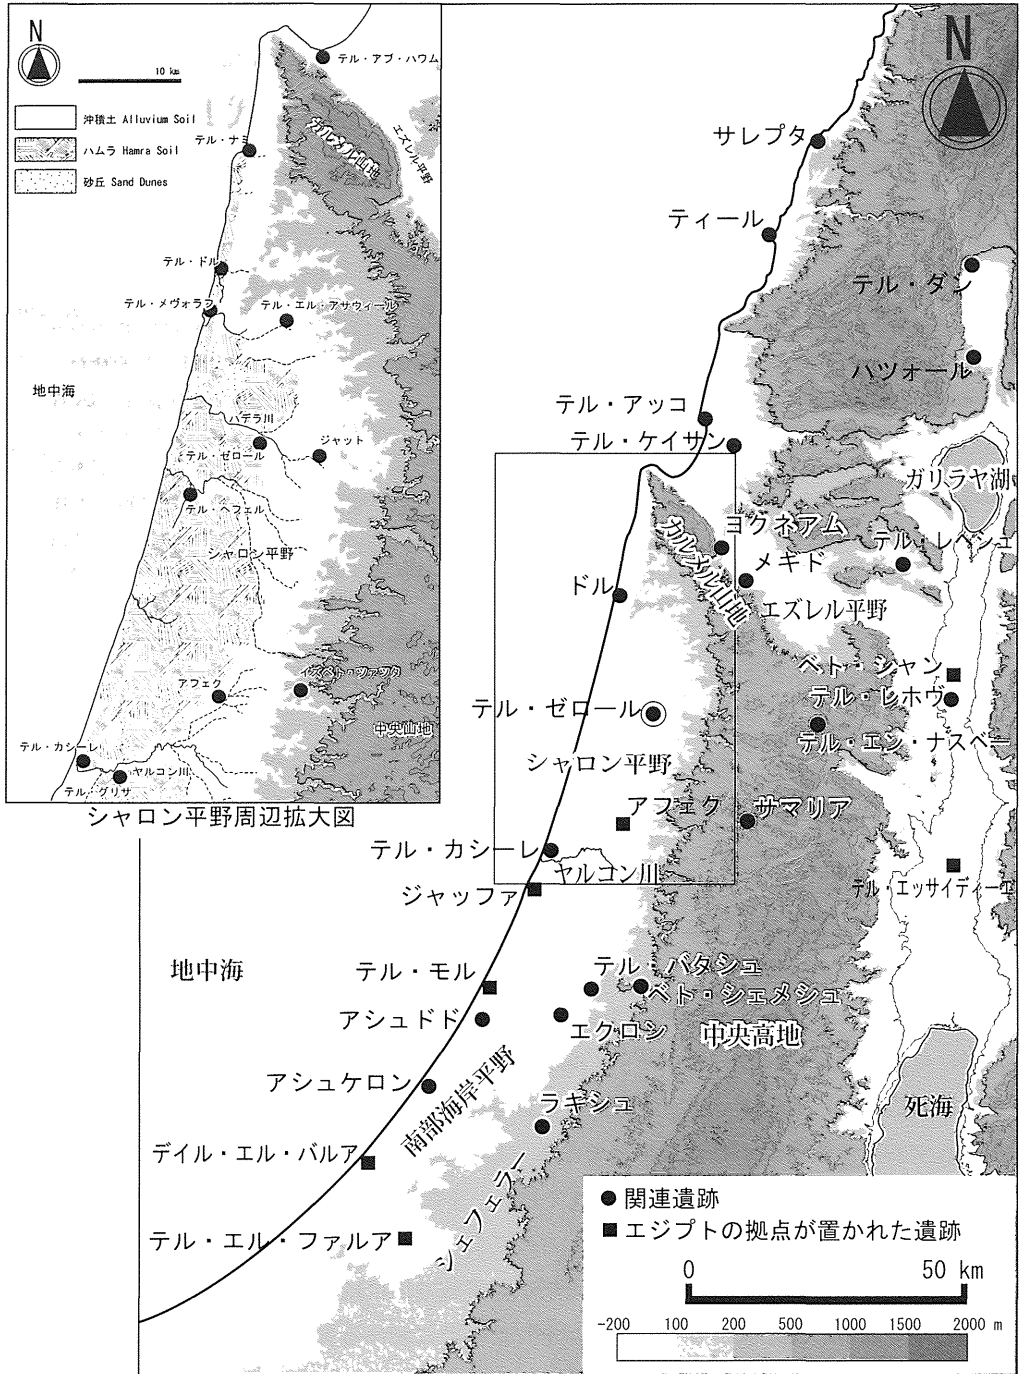 N
10 km
沖積土 Alluvium Soil
ハムラ Hamra Soil
砂丘 Sand Dunes
テル・アブ・ハウム
テル・ナミ
カルメル山地
エズレル平野
テル・ドル
テル・メヴォラフ
テル・エル・アサウィール
地中海
ハデラ川
テル・ゼロール
ジャット
テル・ヘフェル
シャロン平野
イズベト・ツァルタ
アフェク
中央山地
テル・カシーレ
ヤルコン川
テル・グリサ
シャロン平野周辺拡大図
N
サレプタ
ティール
テル・ダン
ハツォール
テル・アッコ
テル・ケイサン
ガリラヤ湖
ヨクネアム
テル・レヘシュ
カルメル山地
メギド
ドル
エズレル平野
ベト・シャン
テル・レホヴ
テル・ゼロール
テル・エン・ナスベー
シャロン平野
アフェク
サマリア
テル・カシーレ
ヤルコン川
テル・エッサイディーエ
ジャッファ
地中海
テル・モル
テル・バタシュ
ベト・シェメシュ
アシュドド
エクロン
中央高地
アシュケロン
南部海岸平野
ラキシュ
死海
デイル・エル・バルア
シェフェラー
テル・エル・ファルア
関連遺跡
エジプトの拠点が置かれた遺跡
0 50 km
-200 100 200 500 1000 1500 2000 m